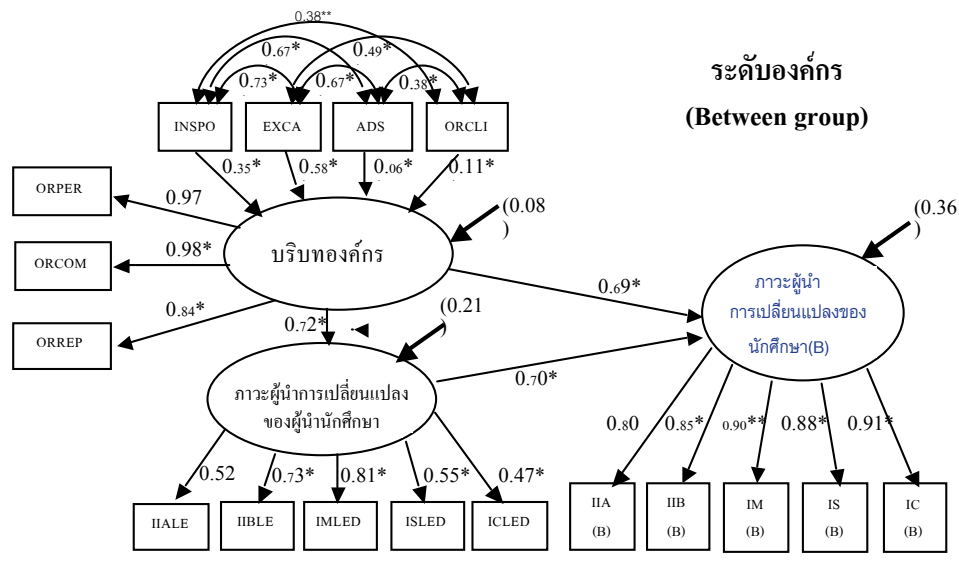 0.38**
0.67* 0.49*
0.73* 0.67* 0.38*
ระดับองค์กร
(Between group)
INSPO EXCA ADS ORCLI
0.35* 0.58* 0.06* 0.11*
ORPER
0.97
(0.08
)
(0.36
)
ORCOM
0.98*
บริบทองค์กร
ORREP
0.84*
0.72*
(0.21
)
0.69*
ภาวะผู้นำ
การเปลี่ยนแปลงของ
นักศึกษา(B)
ภาวะผู้นำการเปลี่ยนแปลง
ของผู้นำนักศึกษา
0.70*
0.52 0.73* 0.81* 0.55* 0.47*
0.80 0.85* 0.90** 0.88* 0.91*
IIALE IIBLE IMLED ISLED ICLED
IIA IIB IM IS IC
(B) (B) (B) (B) (B)